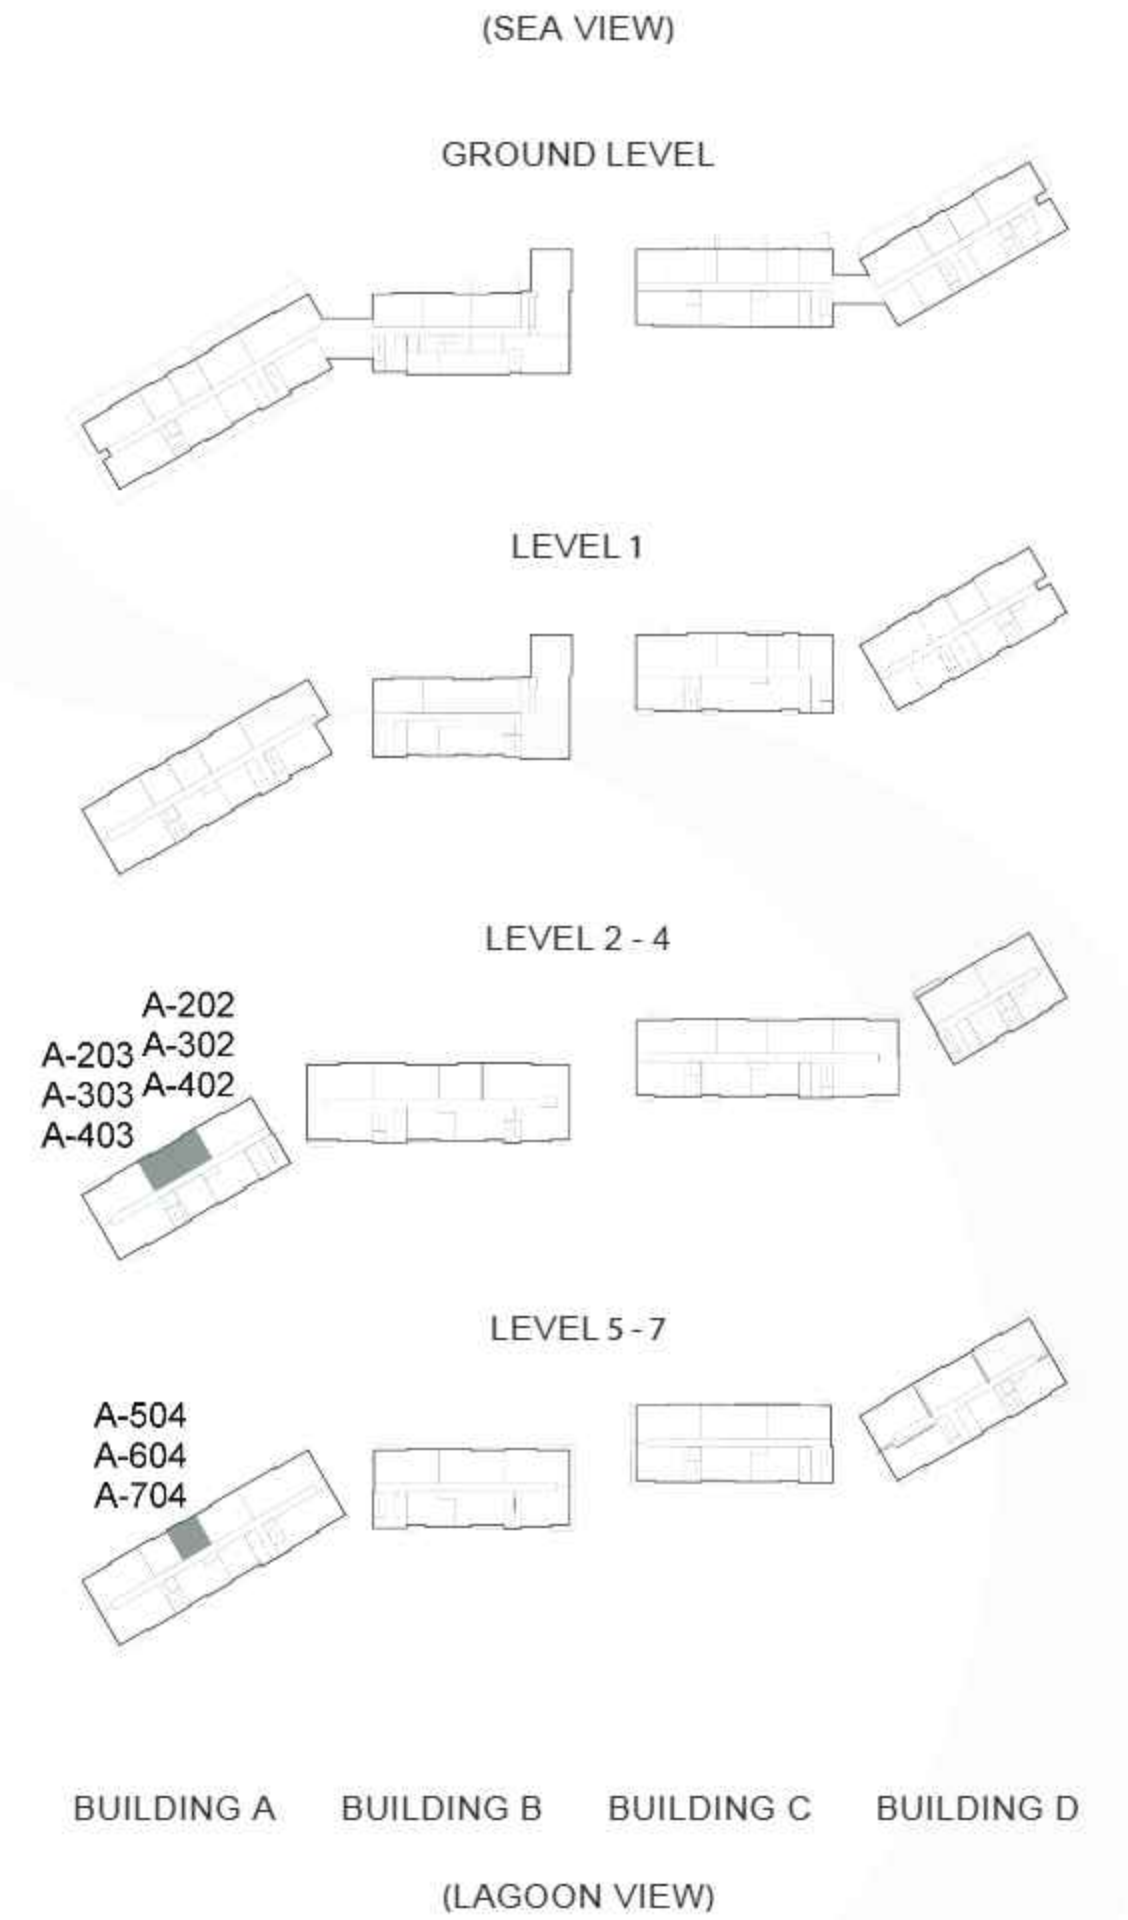 (SEA VIEW)
GROUND LEVEL
LEVEL 1
LEVEL 2 - 4
A-202
A-302
A-402
A-203
A-303
A-403
LEVEL 5 - 7
A-504
A-604
A-704
BUILDING A
BUILDING B
BUILDING C
BUILDING D
(LAGOON VIEW)